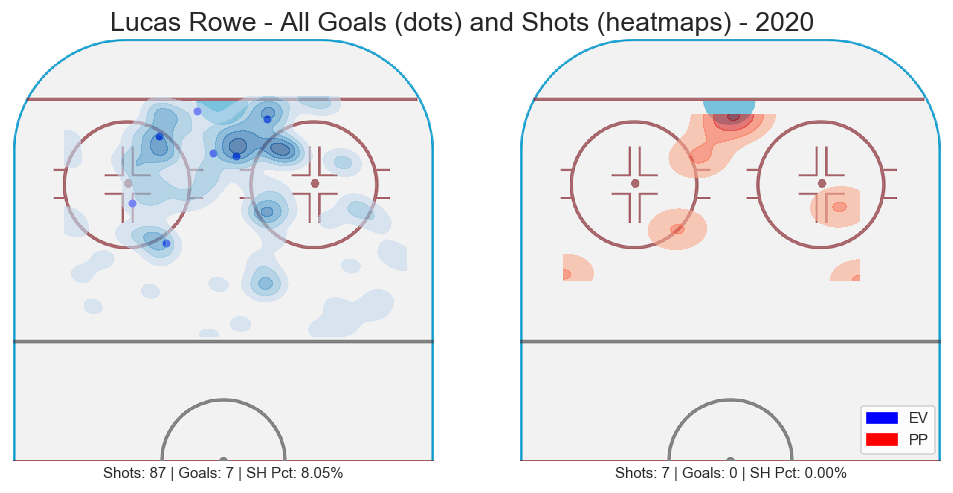 Lucas Rowe - All Goals (dots) and Shots (heatmaps) - 2020
EV
PP
Shots: 87 | Goals: 7 | SH Pct: 8.05%
Shots: 7 | Goals: 0 | SH Pct: 0.00%